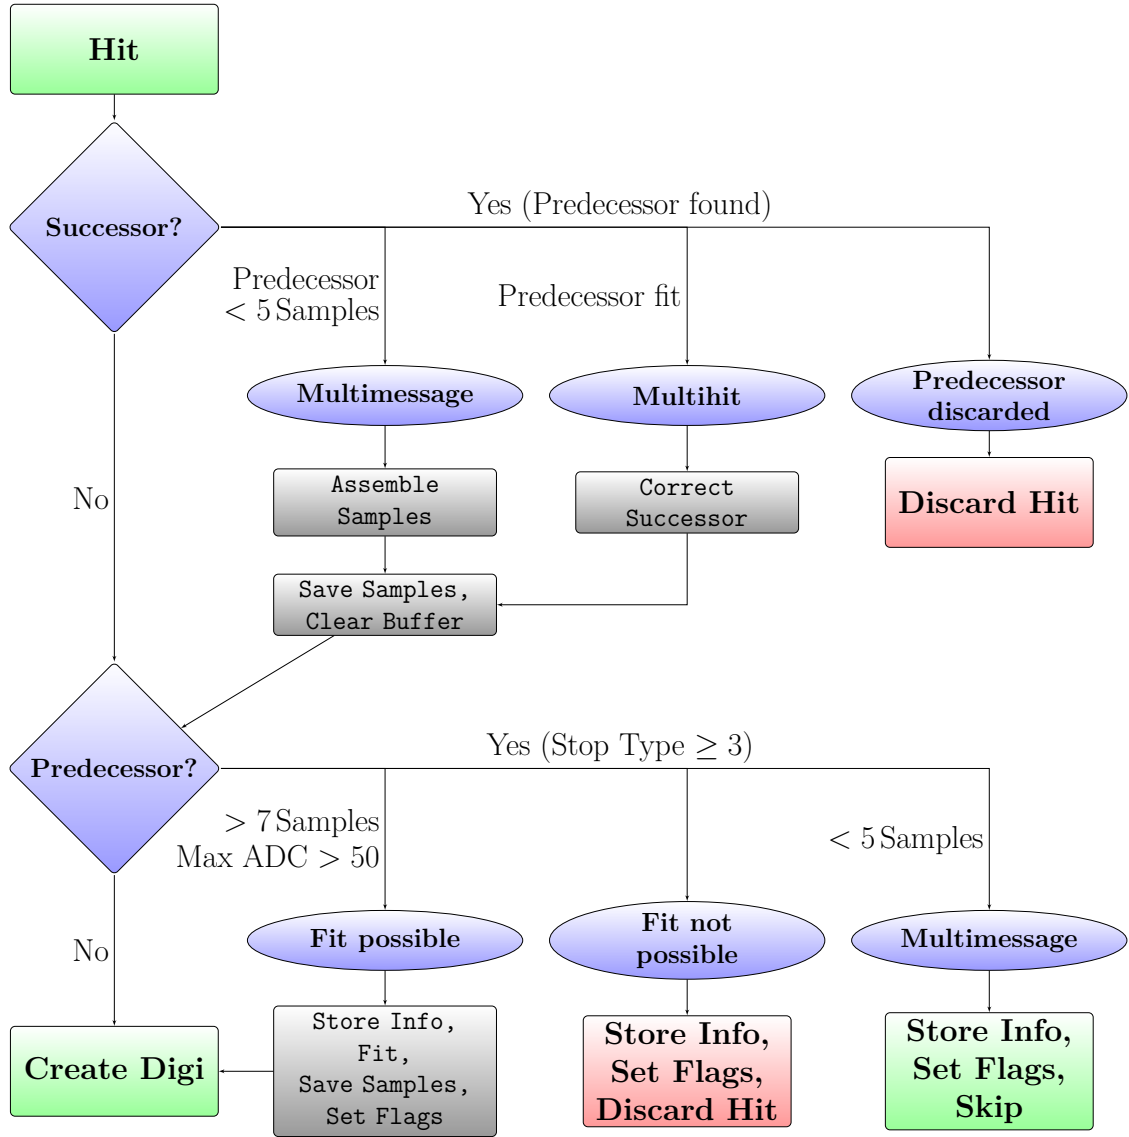 Hit
Successor?
Yes (Predecessor found)
Predecessor
< 5 Samples
Predecessor fit
Multimessage
Multihit
Predecessor
discarded
No
Assemble
Samples
Correct
Successor
Discard Hit
Save Samples,
Clear Buffer
Predecessor?
Yes (Stop Type ≥ 3)
> 7 Samples
Max ADC > 50
< 5 Samples
No
Fit possible
Fit not
possible
Multimessage
Create Digi
Store Info,
Fit,
Save Samples,
Set Flags
Store Info,
Set Flags,
Discard Hit
Store Info,
Set Flags,
Skip